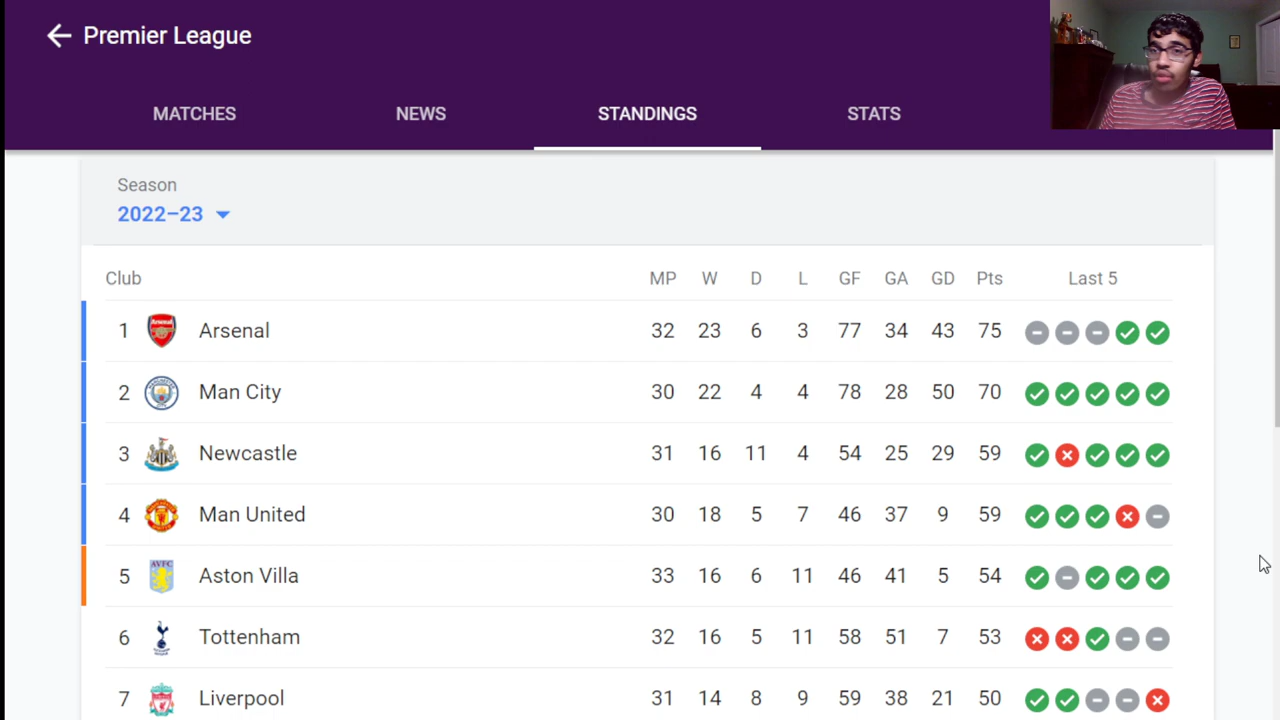 Premier League
MATCHES NEWS STANDINGS STATS
Season
2022–23
Club MP W D L GF GA GD Pts Last 5
1 Arsenal 32 23 6 3 77 34 43 75
2 Man City 30 22 4 4 78 28 50 70
3 Newcastle 31 16 11 4 54 25 29 59
4 Man United 30 18 5 7 46 37 9 59
AVFC
5 Aston Villa 33 16 6 11 46 41 5 54
6 Tottenham 32 16 5 11 58 51 7 53
7 Liverpool 31 14 8 9 59 38 21 50